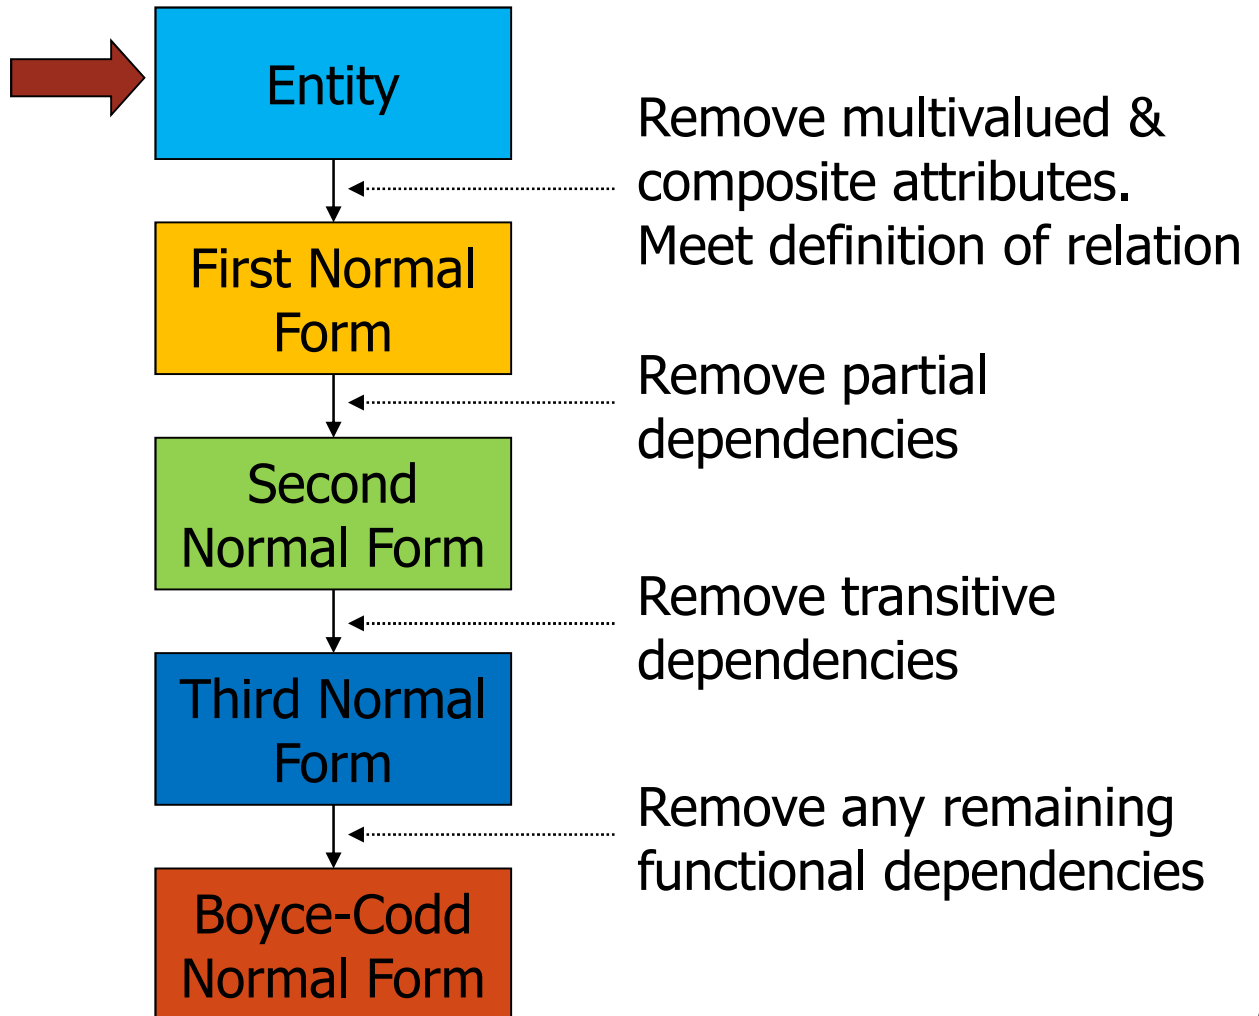 Entity
Remove multivalued &
composite attributes.
Meet definition of relation
First Normal
Form
Remove partial
dependencies
Second
Normal Form
Remove transitive
dependencies
Third Normal
Form
Remove any remaining
functional dependencies
Boyce-Codd
Normal Form